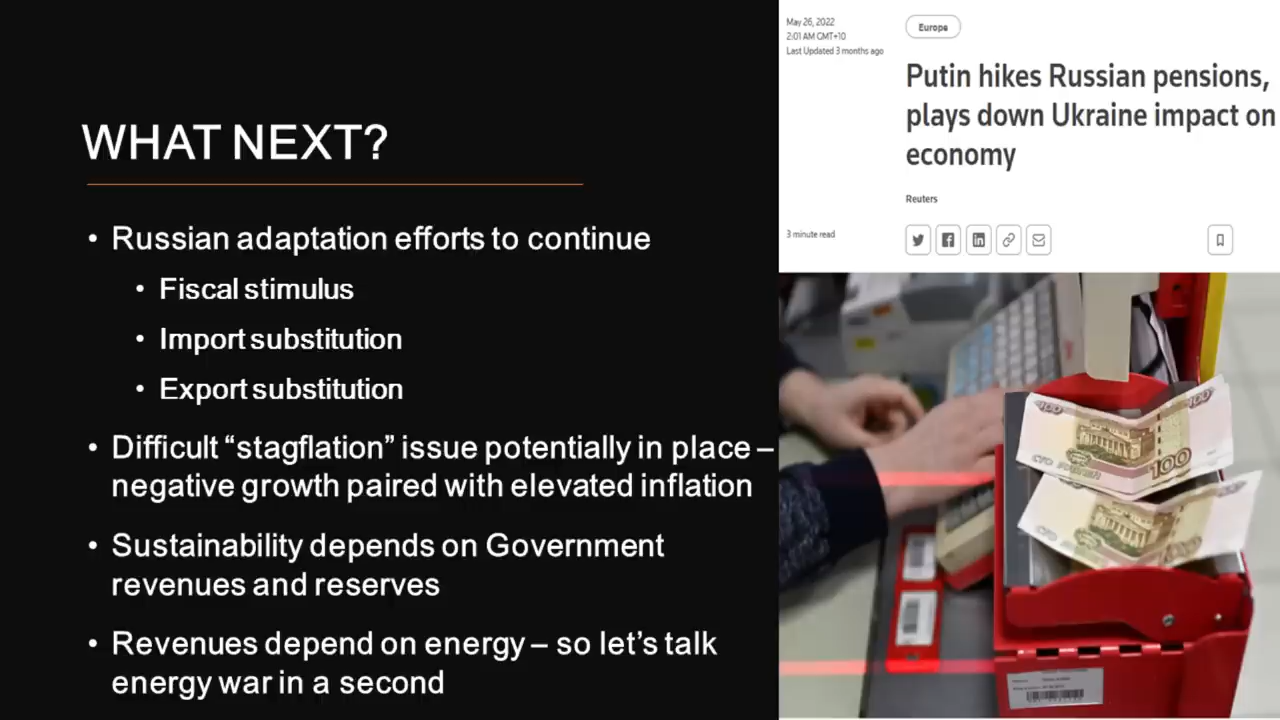 WHAT NEXT?
• Russian adaptation efforts to continue
• Fiscal stimulus
• Import substitution
• Export substitution
• Difficult “stagflation” issue potentially in place –
negative growth paired with elevated inflation
• Sustainability depends on Government
revenues and reserves
• Revenues depend on energy – so let’s talk
energy war in a second
May 26, 2022
2:01 AM GMT+10
Last Updated 3 months ago
Europe
Putin hikes Russian pensions,
plays down Ukraine impact on
economy
Reuters
3 minute read
100
100
СТО РУБЛЕЙ
100